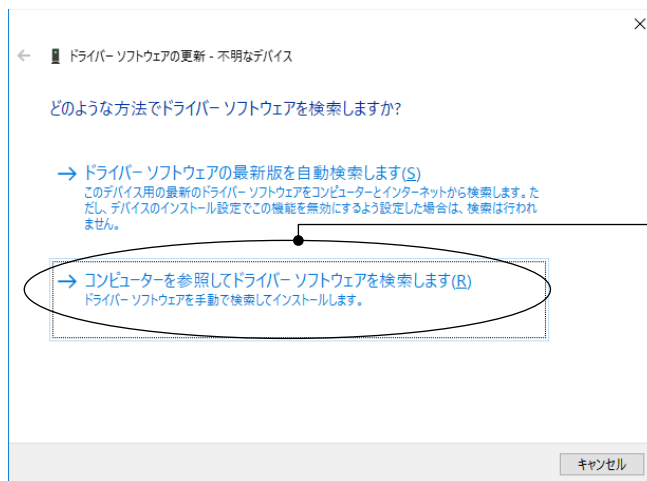 ドライバー ソフトウェアの更新 - 不明なデバイス
どのような方法でドライバー ソフトウェアを検索しますか?
→ ドライバー ソフトウェアの最新版を自動検索します(S)
このデバイス用の最新のドライバー ソフトウェアをコンピューターとインターネットから検索します。た
だし、デバイスのインストール設定でこの機能を無効にするよう設定した場合は、検索は行われ
ません。
→ コンピューターを参照してドライバー ソフトウェアを検索します(R)
ドライバー ソフトウェアを手動で検索してインストールします。
キャンセル